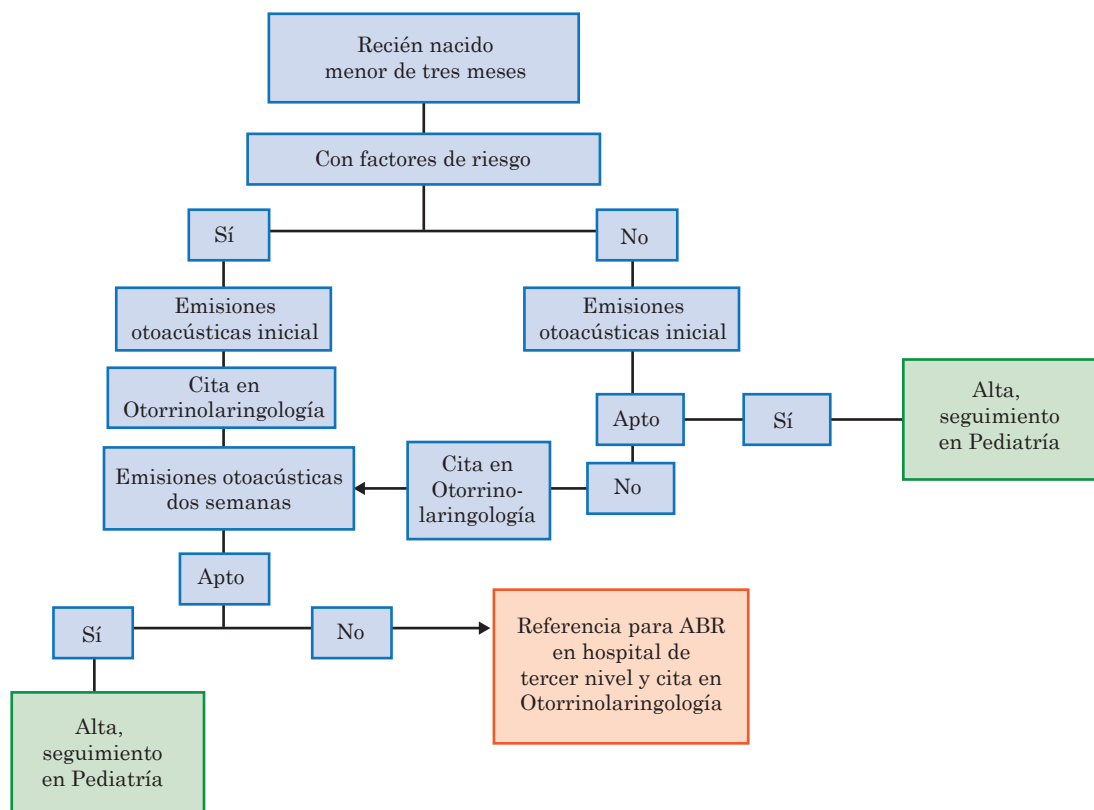 Recién nacido
menor de tres meses
Con factores de riesgo
Sí
No
Emisiones
otoacústicas inicial
Emisiones
otoacústicas inicial
Cita en
Otorrinolaringología
Apto
Sí
Alta,
seguimiento
en Pediatría
Emisiones otoacústicas
dos semanas
Cita en
Otorrino-
laringología
No
Apto
Sí
No
Referencia para ABR
en hospital de
tercer nivel y cita en
Otorrinolaringología
Alta,
seguimiento
en Pediatría